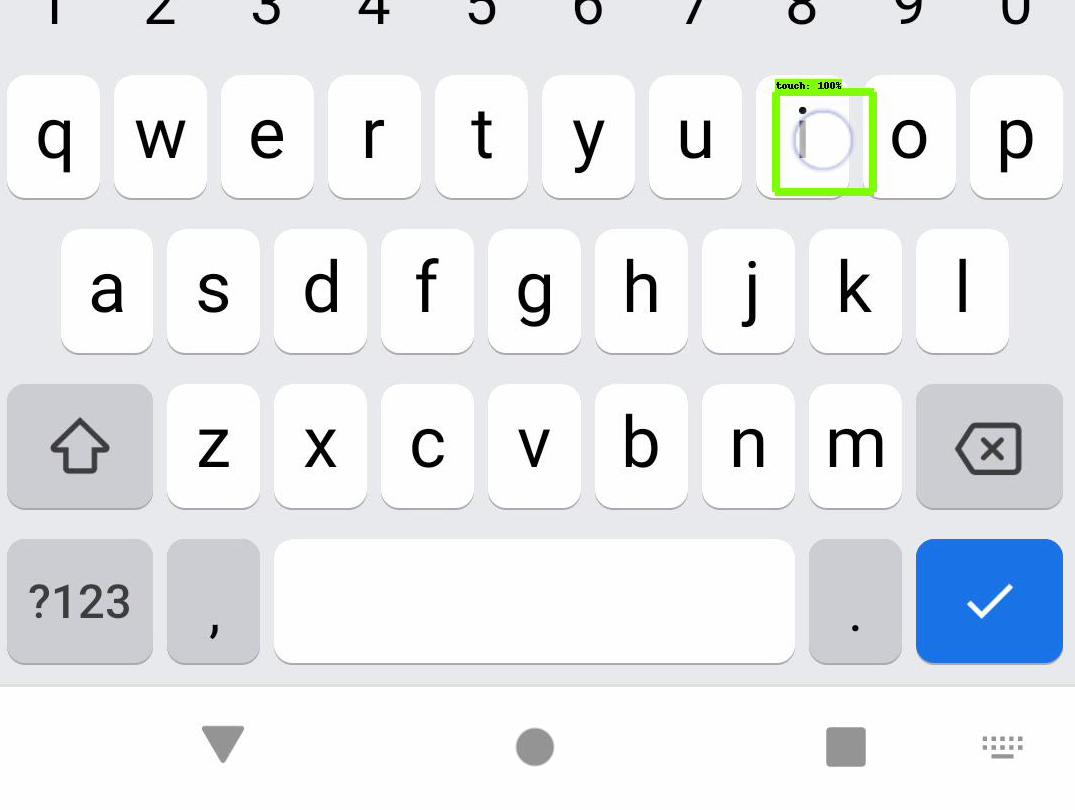 1 2 3 4 5 6 7 8 9 0
touch: 100%
q w e r t y u i o p
a s d f g h j k l
z x c v b n m
?123 , .